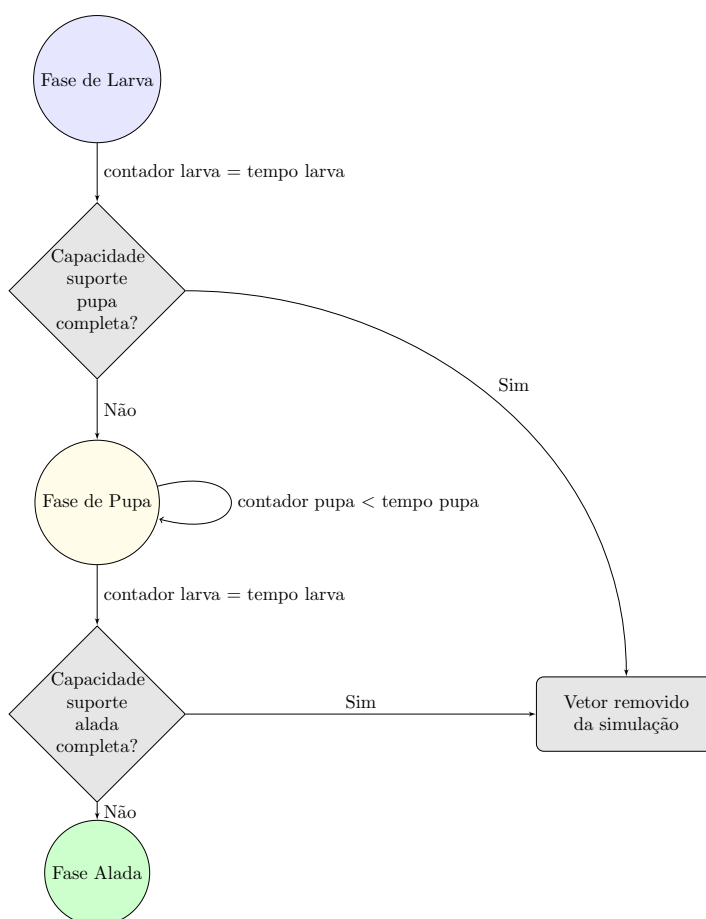 Fase de Larva
contador larva = tempo larva
Capacidade
suporte
pupa
completa?
Sim
Não
Fase de Pupa
contador pupa < tempo pupa
contador larva = tempo larva
Capacidade
suporte
alada
completa?
Sim
Vetor removido
da simulação
Não
Fase Alada